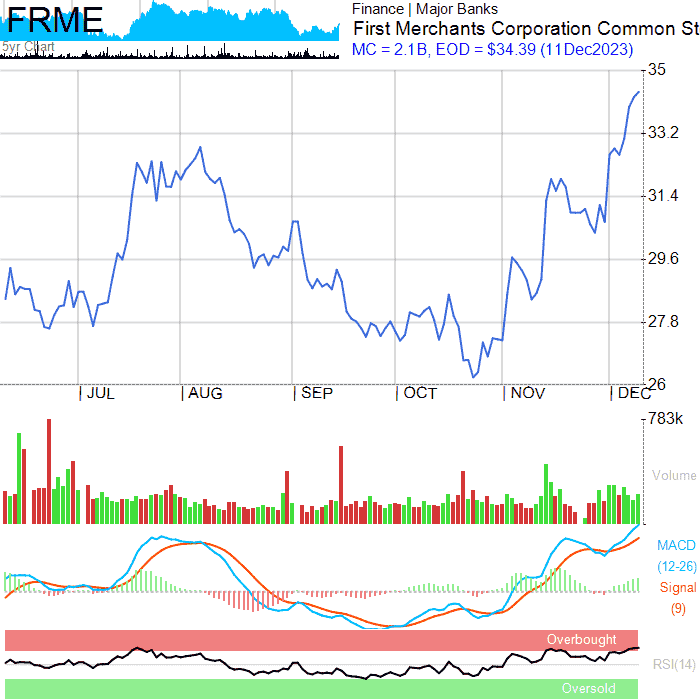 FRME
5yr Chart
Finance | Major Banks
First Merchants Corporation Common St
MC = 2.1B, EOD = $34.39 (11Dec2023)
35
33.2
31.4
29.6
27.8
26
| JUL
| AUG
| SEP
| OCT
| NOV
| DEC
783k
Volume
MACD
(12-26)
Signal
(9)
Overbought
RSI(14)
Oversold